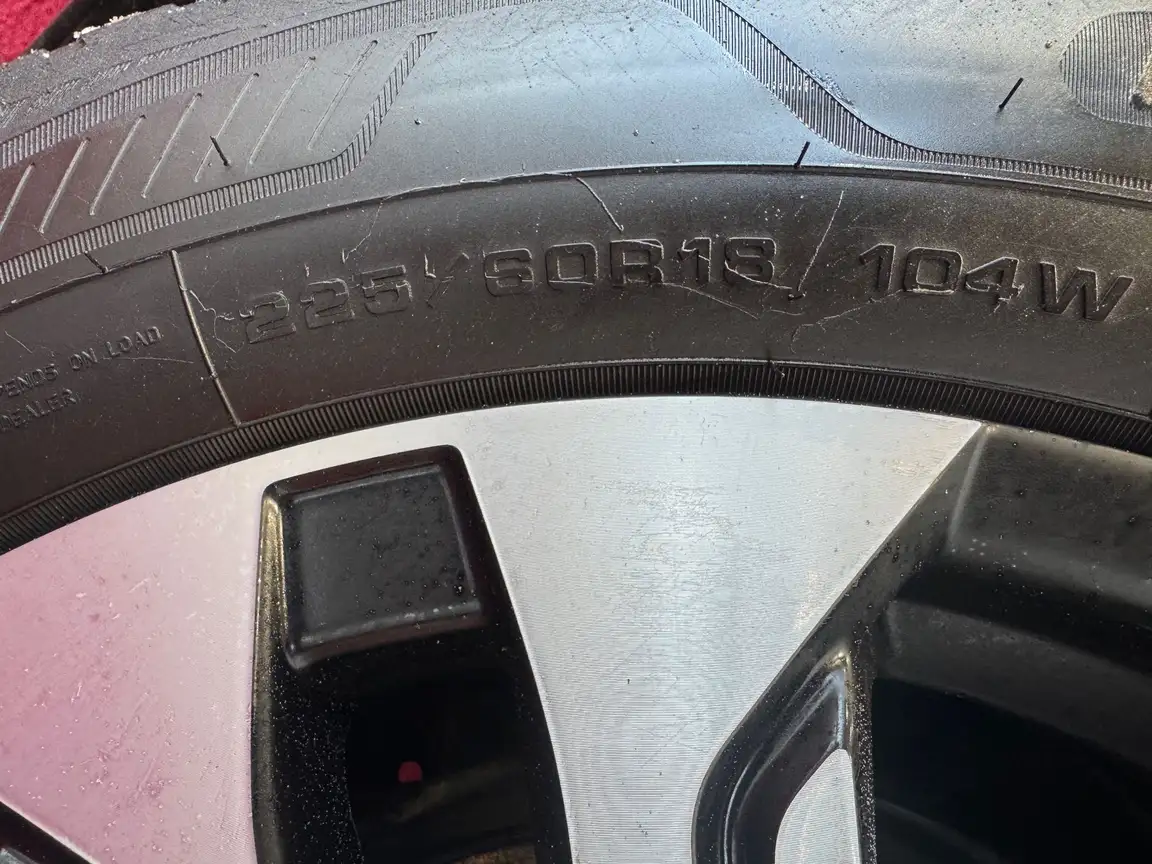 225/60R18 104W
PENDS ON LOAD
DEALER